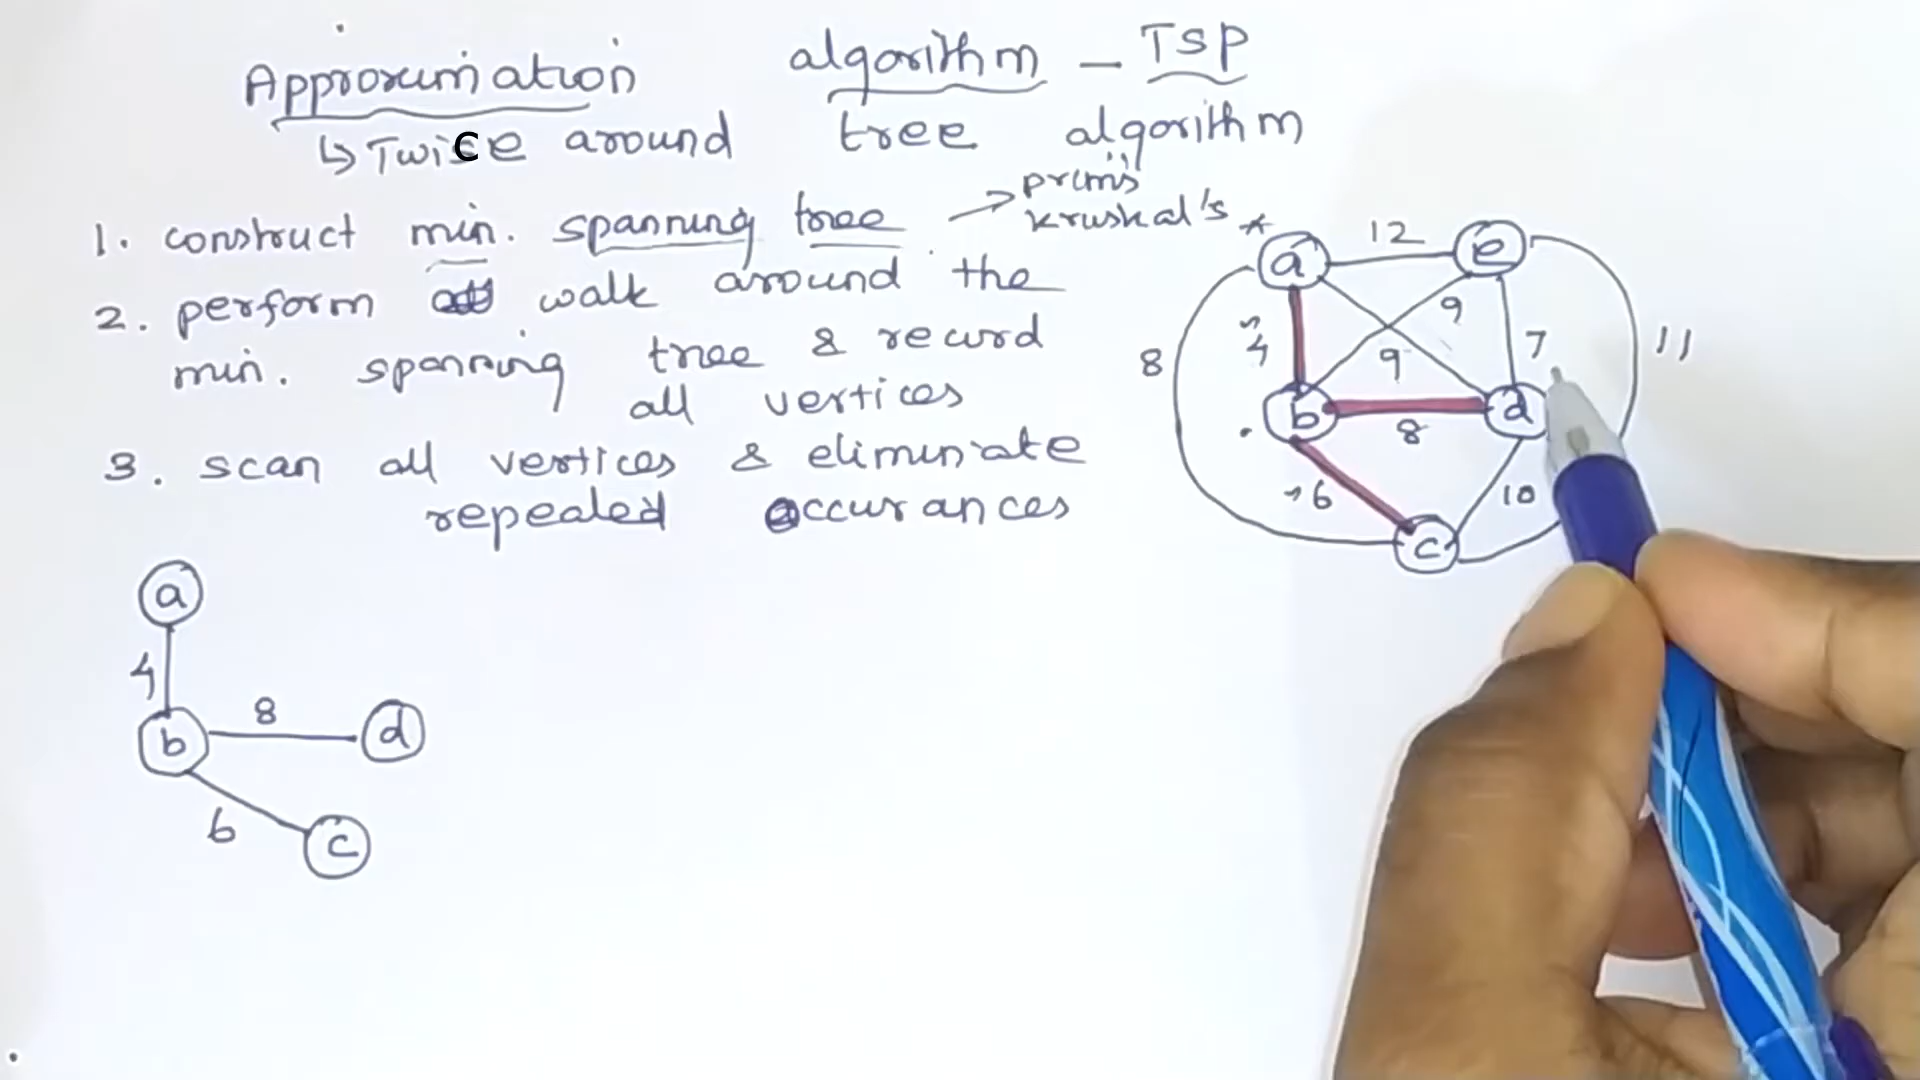 Approximation algorithm - TSP
↳ Twice around tree algorithm
1. construct min. spanning tree → prim's
kruskal's
2. perform a walk around the
min. spanning tree & record
all vertices
3. scan all vertices & eliminate
repeated occurances
a 12 e
9
4 9 7 11
8
b 8 d
6 10
c
a
4
b 8 d
6
c